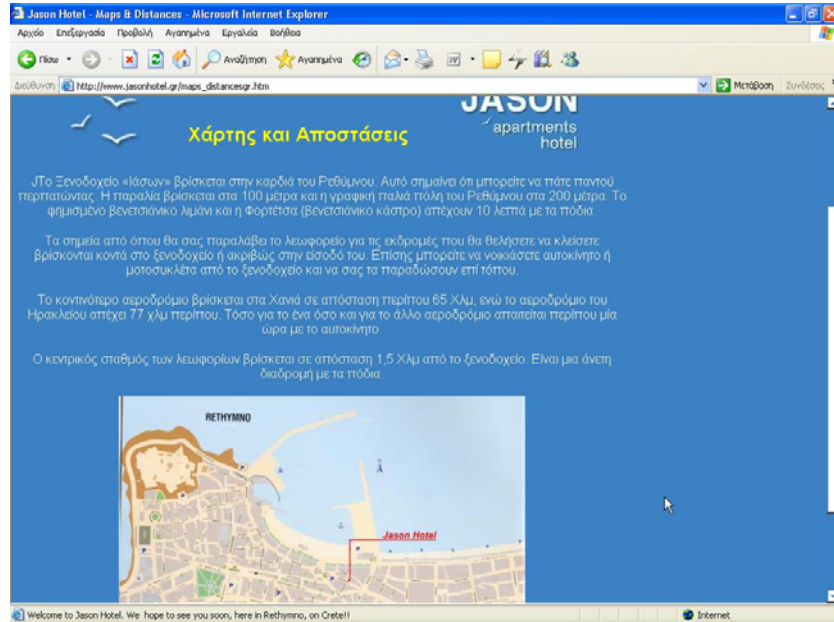 Jason Hotel - Maps & Distances - Microsoft Internet Explorer
Αρχείο Επεξεργασία Προβολή Αγαπημένα Εργαλεία Βοήθεια
Πίσω Αναζήτηση Αγαπημένα
Διεύθυνση http://www.jasonhotel.gr/maps_distancesgr.htm Μετάβαση Συνδέσεις
JASON
apartments
hotel
Χάρτης και Αποστάσεις
JΤο Ξενοδοχείο «Ιάσων» βρίσκεται στην καρδιά του Ρεθύμνου. Αυτό σημαίνει ότι μπορείτε να πάτε παντού
περπατώντας. Η παραλία βρίσκεται στα 100 μέτρα και η γραφική παλιά πόλη του Ρεθύμνου στα 200 μέτρα. Το
φημισμένο βενετσιάνικο λιμάνι και η Φορτέτσα (βενετσιάνικο κάστρο) απέχουν 10 λεπτά με τα πόδια.
Τα σημεία από όπου θα σας παραλάβει το λεωφορείο για τις εκδρομές που θα θελήσετε να κλείσετε
βρίσκονται κοντά στο ξενοδοχείο ή ακριβώς στην είσοδό του. Επίσης μπορείτε να νοικιάσετε αυτοκίνητο ή
μοτοσυκλέτα από το ξενοδοχείο και να σας τα παραδώσουν επί τόπου.
Το κοντινότερο αεροδρόμιο βρίσκεται στα Χανιά σε απόσταση περίπου 65 Χλμ, ενώ το αεροδρόμιο του
Ηρακλείου απέχει 77 χλμ περίπου. Τόσο για το ένα όσο και για το άλλο αεροδρόμιο απαιτείται περίπου μία
ώρα με το αυτοκίνητο.
Ο κεντρικός σταθμός των λεωφορίων βρίσκεται σε απόσταση 1,5 Χλμ από το ξενοδοχείο. Είναι μια άνετη
διαδρομή με τα πόδια.
RETHYMNO
Jason Hotel
Welcome to Jason Hotel. We hope to see you soon, here in Rethymno, on Crete!! Internet